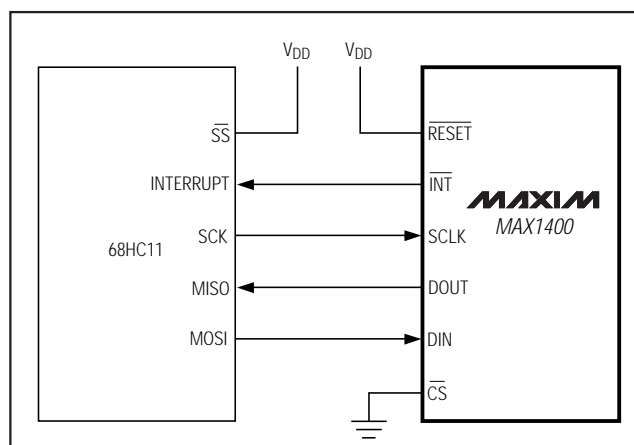 VDD VDD
SS RESET
INTERRUPT INT
MAXIM
MAX1400
SCK SCLK
68HC11
MISO DOUT
MOSI DIN
CS